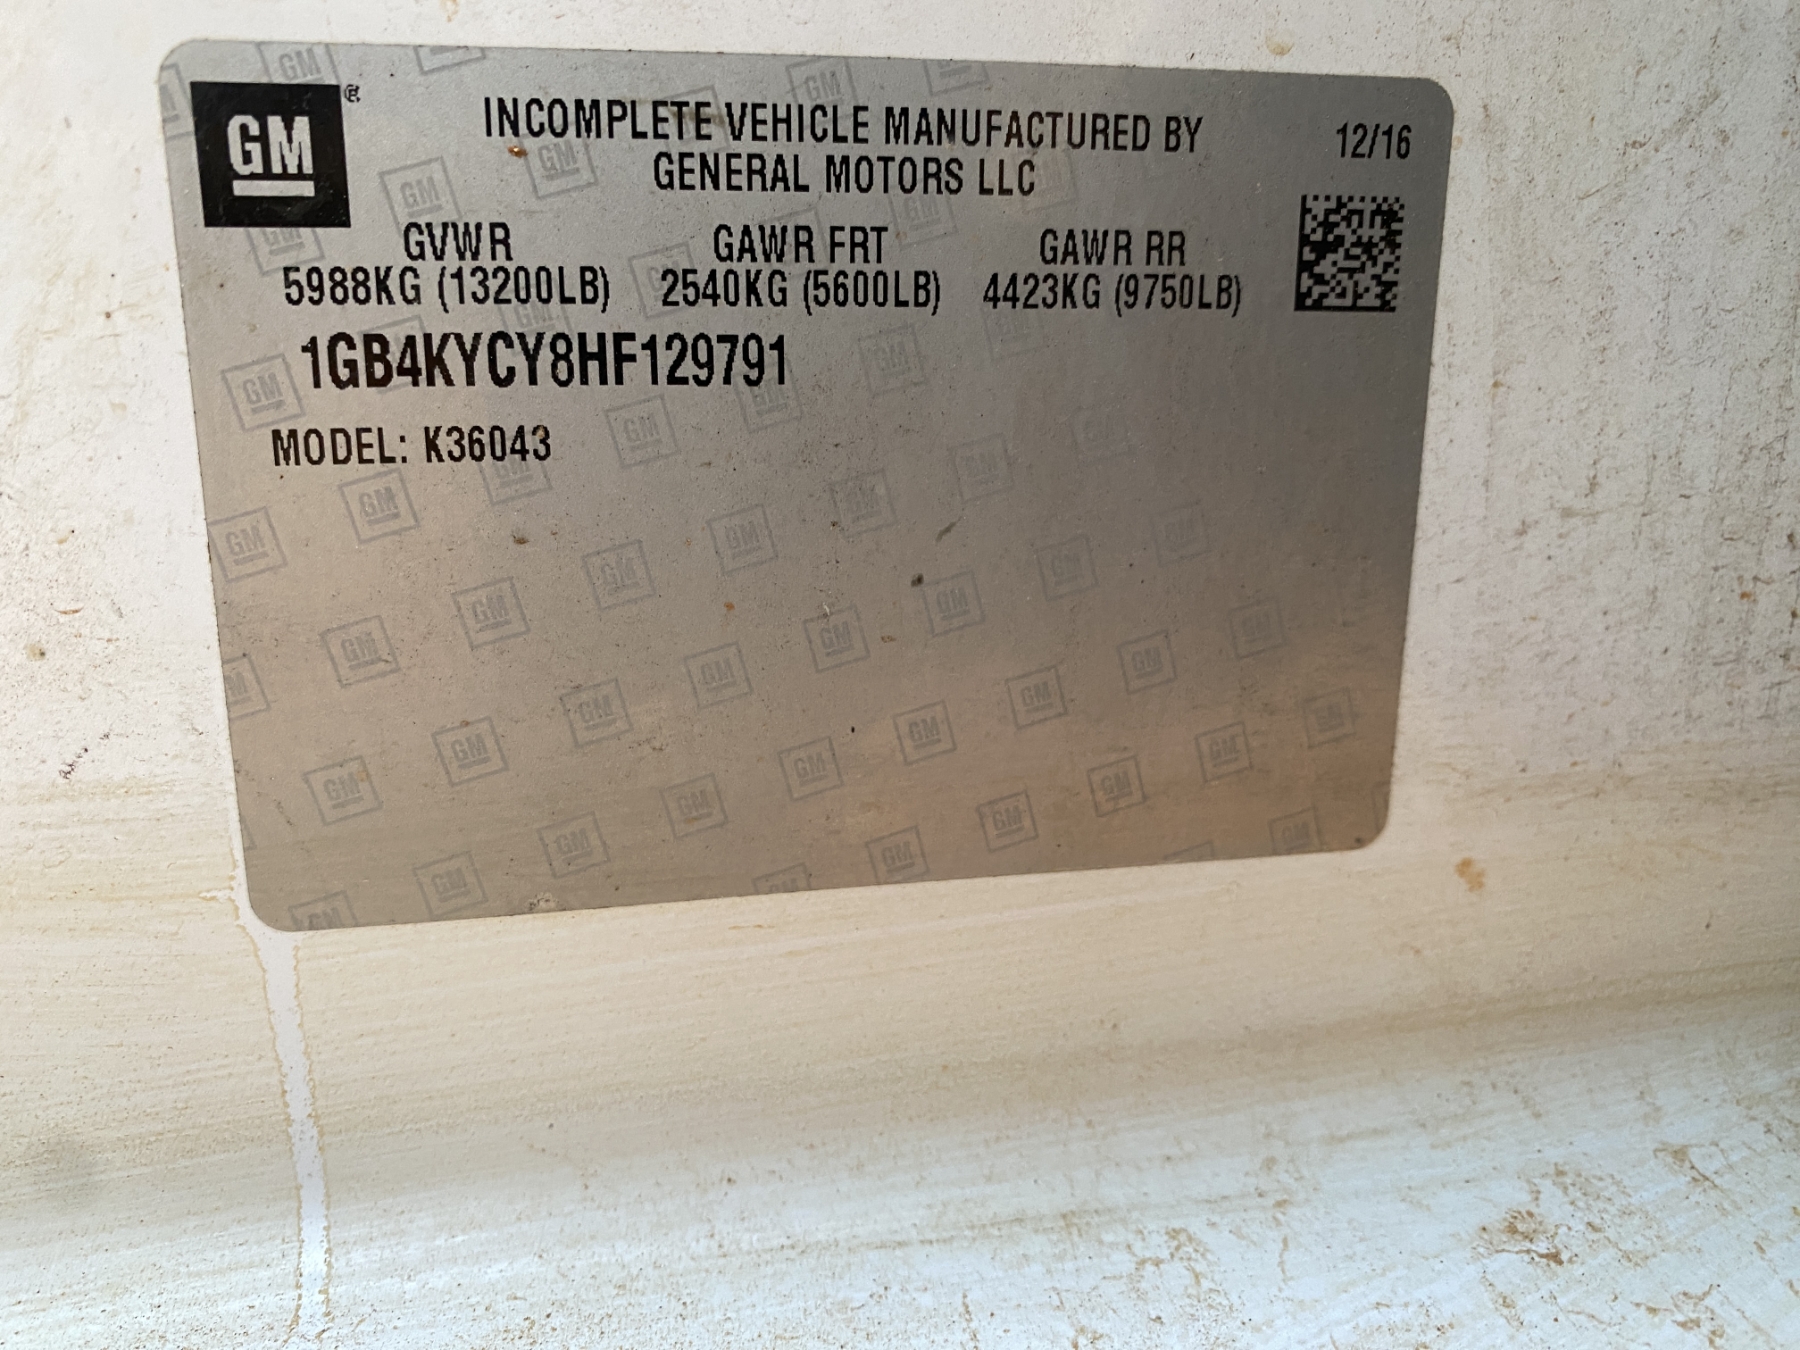 GM
INCOMPLETE VEHICLE MANUFACTURED BY
GENERAL MOTORS LLC
12/16
GVWR GAWR FRT GAWR RR
5988KG (13200LB) 2540KG (5600LB) 4423KG (9750LB)
1GB4KYCY8HF129791
MODEL: K36043